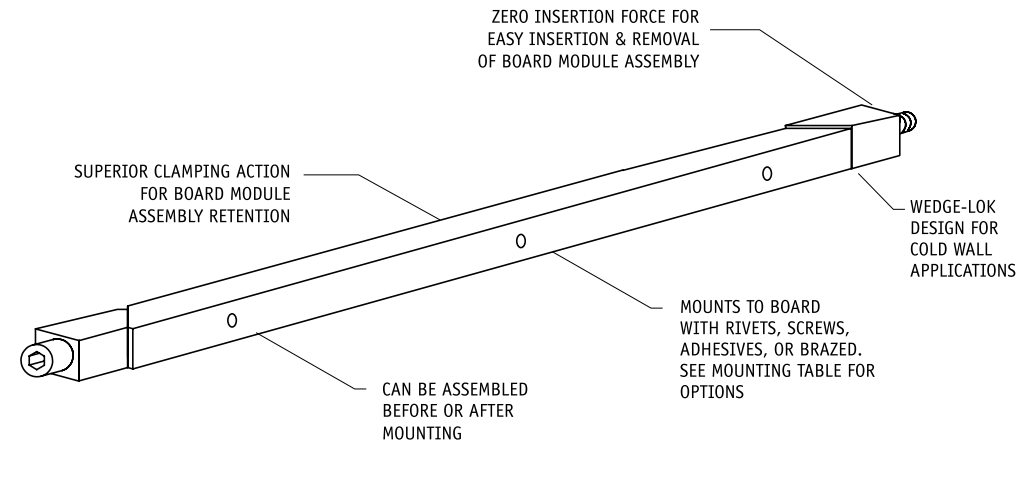 ZERO INSERTION FORCE FOR
EASY INSERTION & REMOVAL
OF BOARD MODULE ASSEMBLY
SUPERIOR CLAMPING ACTION
FOR BOARD MODULE
ASSEMBLY RETENTION
WEDGE-LOK
DESIGN FOR
COLD WALL
APPLICATIONS
MOUNTS TO BOARD
WITH RIVETS, SCREWS,
ADHESIVES, OR BRAZED.
SEE MOUNTING TABLE FOR
OPTIONS
CAN BE ASSEMBLED
BEFORE OR AFTER
MOUNTING